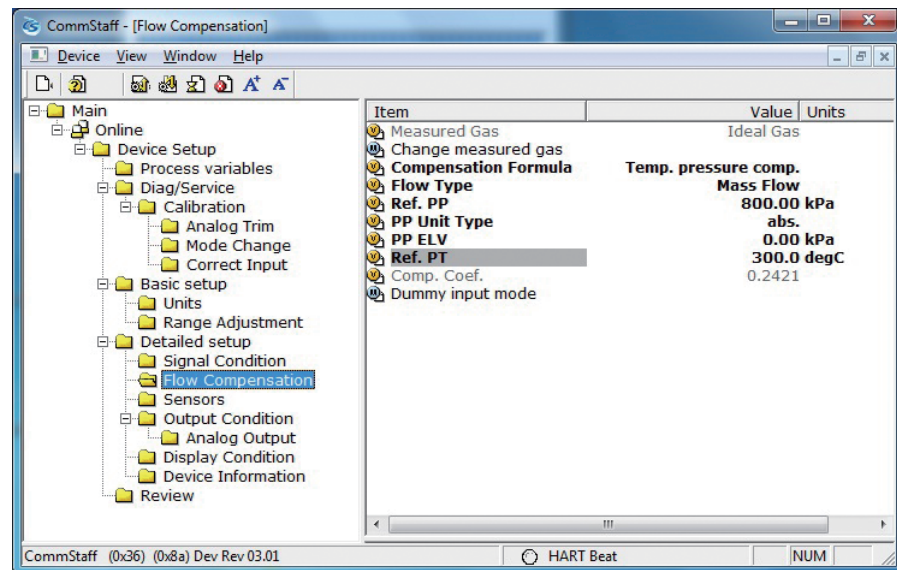 CommStaff - [Flow Compensation]
Device View Window Help
Main
Online
Device Setup
Process variables
Diag/Service
Calibration
Analog Trim
Mode Change
Correct Input
Basic setup
Units
Range Adjustment
Detailed setup
Signal Condition
Flow Compensation
Sensors
Output Condition
Analog Output
Display Condition
Device Information
Review
Item Value Units
Measured Gas Ideal Gas
Change measured gas
Compensation Formula Temp. pressure comp.
Flow Type Mass Flow
Ref. PP 800.00 kPa
PP Unit Type abs.
PP ELV 0.00 kPa
Ref. PT 300.0 degC
Comp. Coef. 0.2421
Dummy input mode
CommStaff (0x36) (0x8a) Dev Rev 03.01 HART Beat NUM